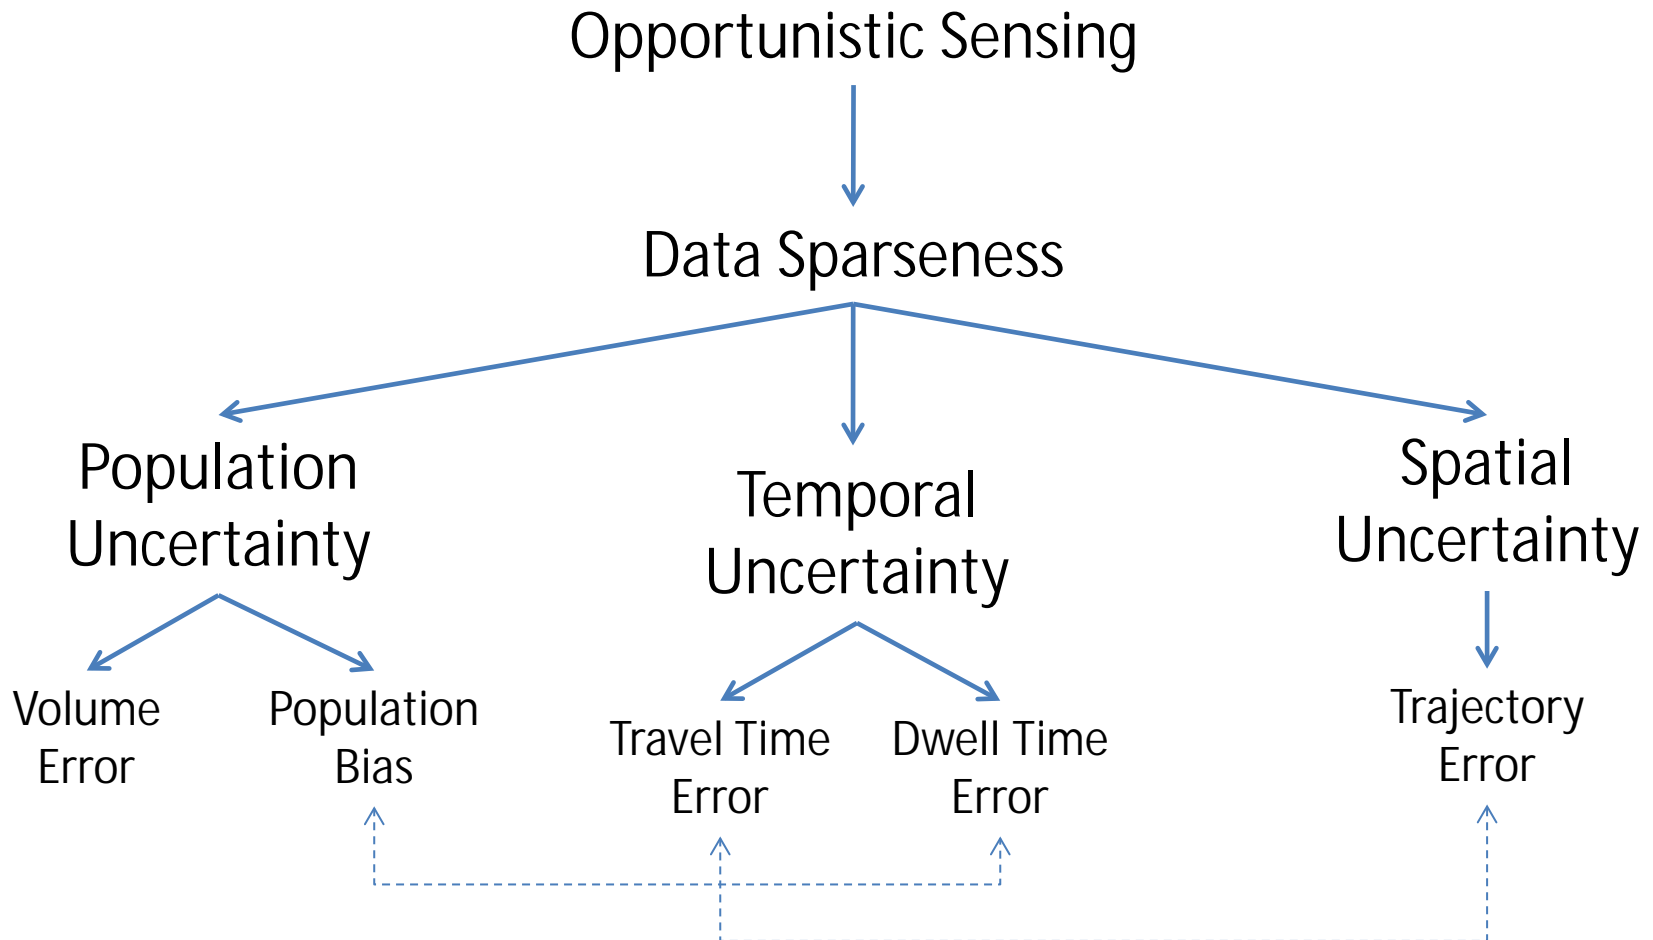 Opportunistic Sensing
Data Sparseness
Population
Uncertainty
Temporal
Uncertainty
Spatial
Uncertainty
Volume
Error
Population
Bias
Travel Time
Error
Dwell Time
Error
Trajectory
Error